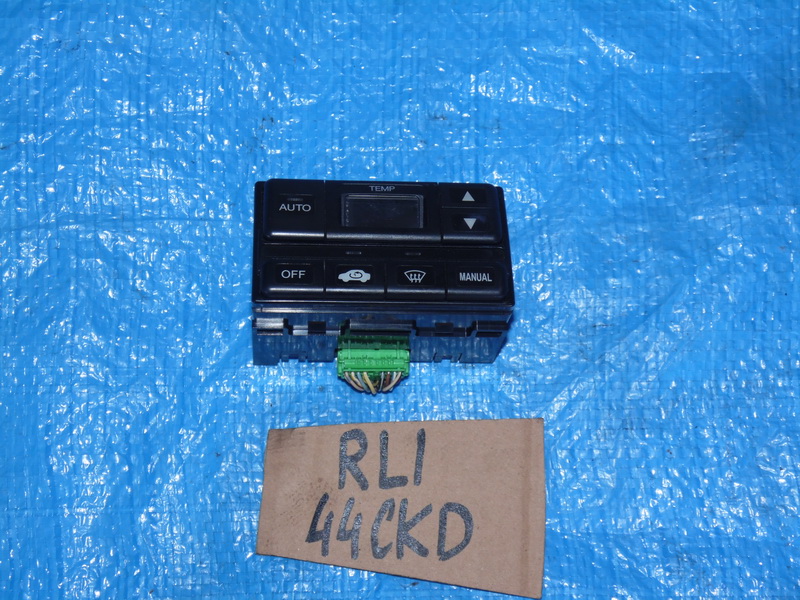 TEMP
AUTO
OFF
MANUAL
RL1
44CKD